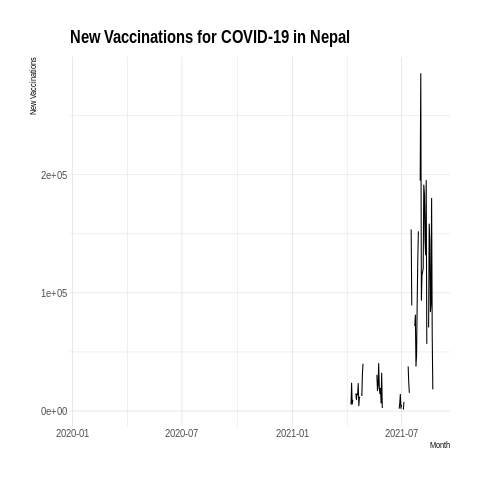 New Vaccinations for COVID-19 in Nepal
New Vaccinations
2e+05
1e+05
0e+00
2020-01 2020-07 2021-01 2021-07
Month